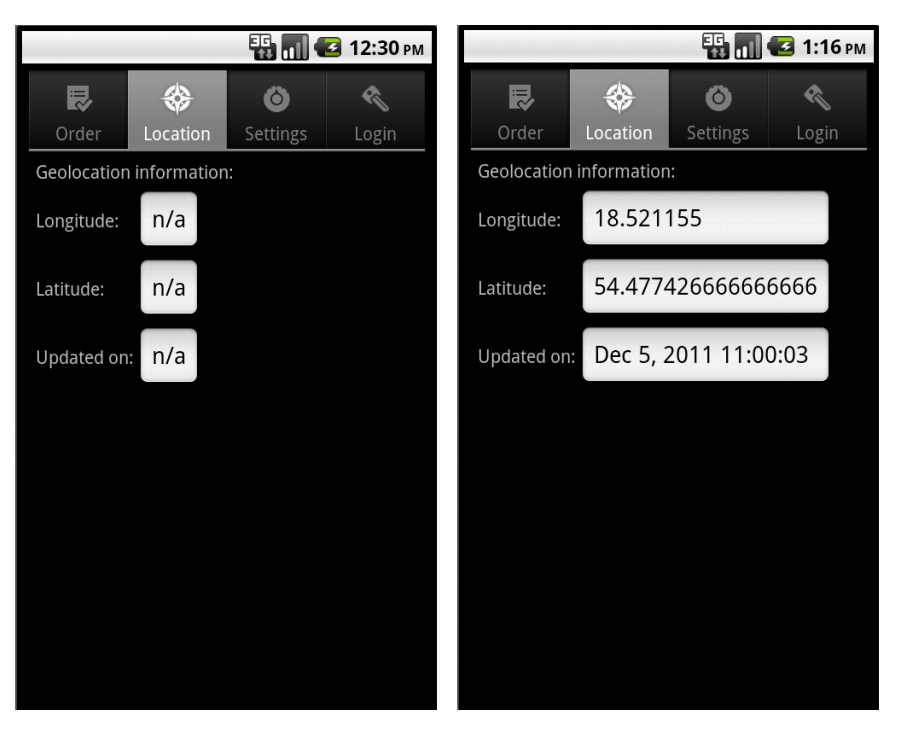 3G 12:30 PM
Order Location Settings Login
Geolocation information:
Longitude: n/a
Latitude: n/a
Updated on: n/a
3G 1:16 PM
Order Location Settings Login
Geolocation information:
Longitude: 18.521155
Latitude: 54.477426666666666
Updated on: Dec 5, 2011 11:00:03